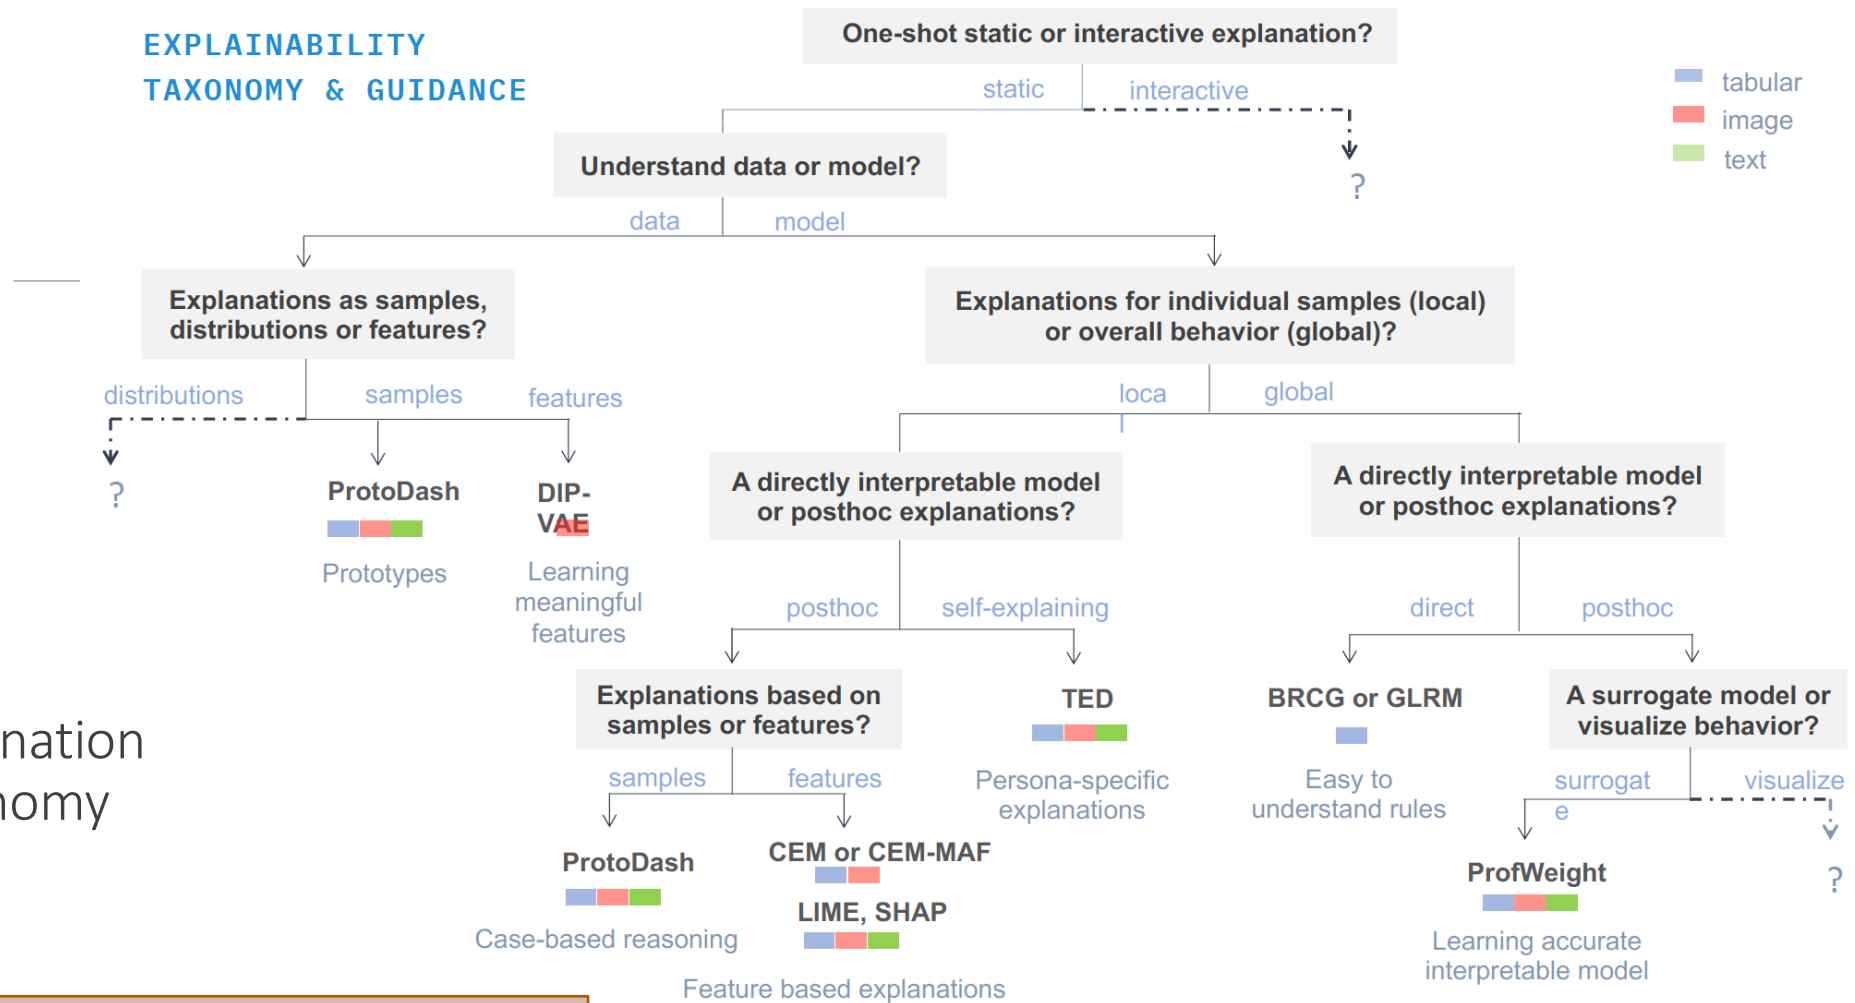 EXPLAINABILITY
TAXONOMY & GUIDANCE
One-shot static or interactive explanation?
static
interactive
tabular
image
text
?
Understand data or model?
data
model
Explanations as samples,
distributions or features?
Explanations for individual samples (local)
or overall behavior (global)?
distributions
samples
features
loca
l
global
?
ProtoDash
Prototypes
DIP-
VAE
Learning
meaningful
features
A directly interpretable model
or posthoc explanations?
A directly interpretable model
or posthoc explanations?
posthoc
self-explaining
direct
posthoc
Explanations based on
samples or features?
TED
Persona-specific
explanations
BRCG or GLRM
Easy to
understand rules
A surrogate model or
visualize behavior?
nation
nomy
samples
features
surrogat
e
visualize
ProtoDash
Case-based reasoning
CEM or CEM-MAF
LIME, SHAP
Feature based explanations
ProfWeight
Learning accurate
interpretable model
?